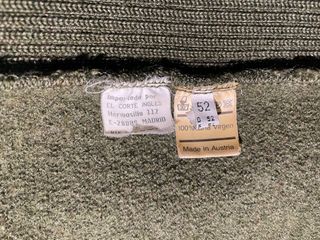 Importado por
EL CORTE INGLES
Hermosilla 112
E-28009 MADRID
52
G 52
100% Lana Virgen
Made in Austria